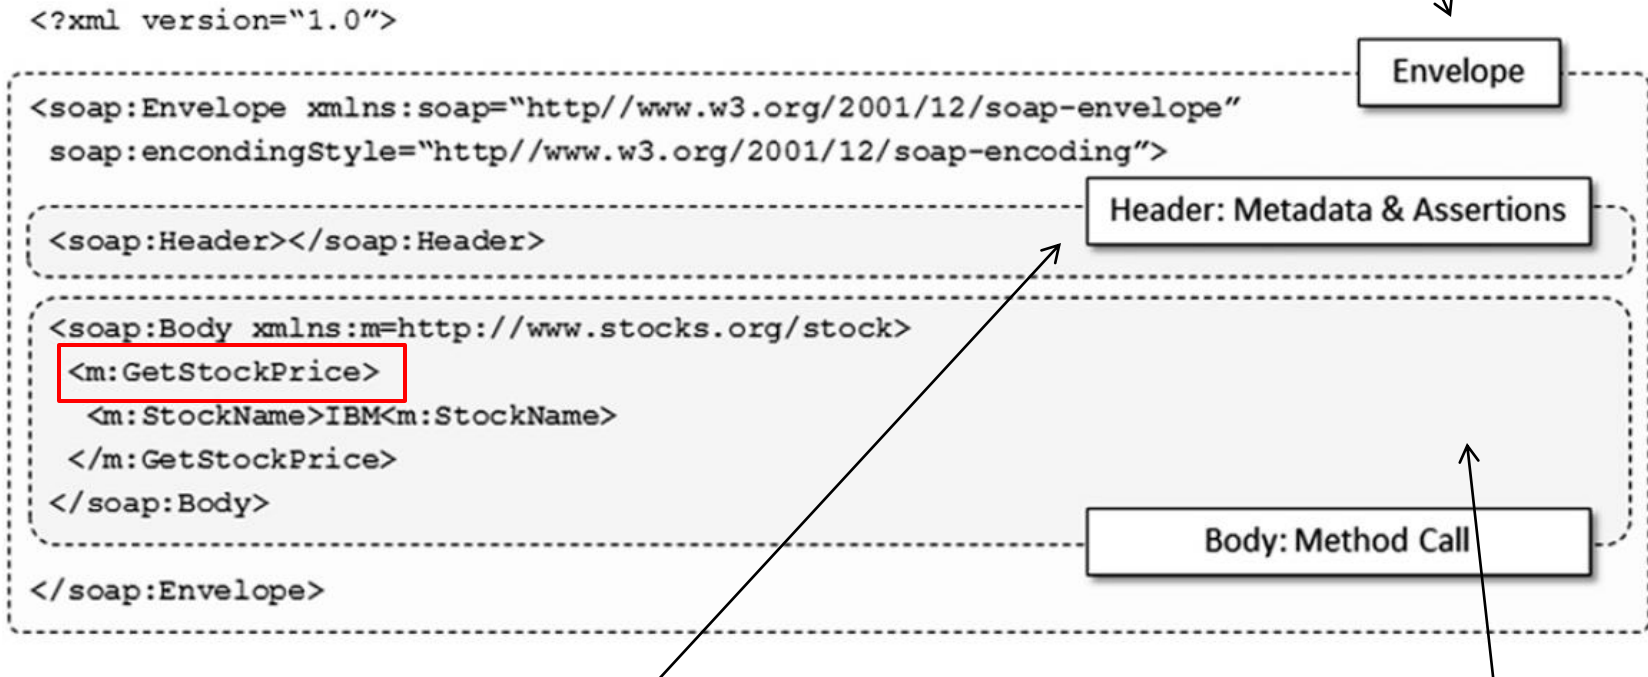 <?xml version=“1.0”>
Envelope
<soap:Envelope xmlns:soap=“http//www.w3.org/2001/12/soap-envelope”
soap:encondingStyle=“http//www.w3.org/2001/12/soap-encoding”>
Header: Metadata & Assertions
<soap:Header></soap:Header>
<soap:Body xmlns:m=http://www.stocks.org/stock>
<m:GetStockPrice>
<m:StockName>IBM<m:StockName>
</m:GetStockPrice>
</soap:Body>
Body: Method Call
</soap:Envelope>